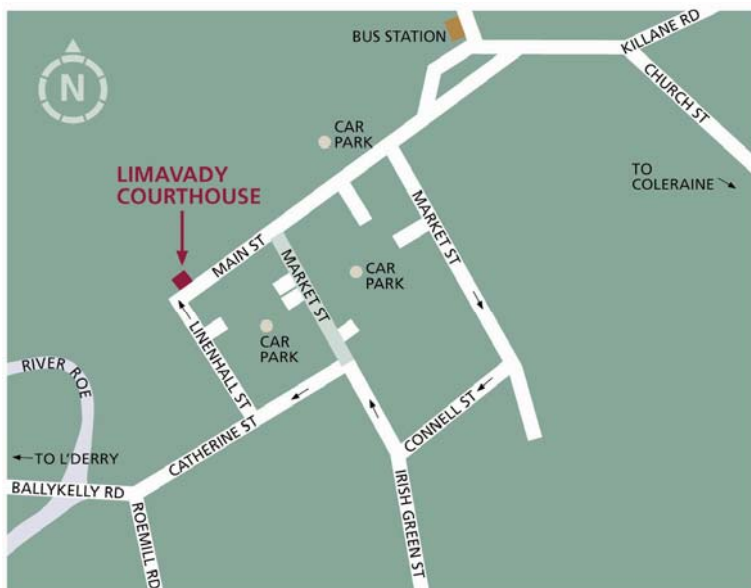 BUS STATION
KILLANE RD
CHURCH ST
N
CAR
PARK
LIMAVADY
COURTHOUSE
TO
COLERAINE
MARKET ST
MAIN ST
MARKET ST
CAR
PARK
CAR
PARK
LINENHALL ST
RIVER ROE
CONNELL ST
CATHERINE ST
TO L'DERRY
BALLYKELLY RD
ROEMILL RD
IRISH GREEN ST